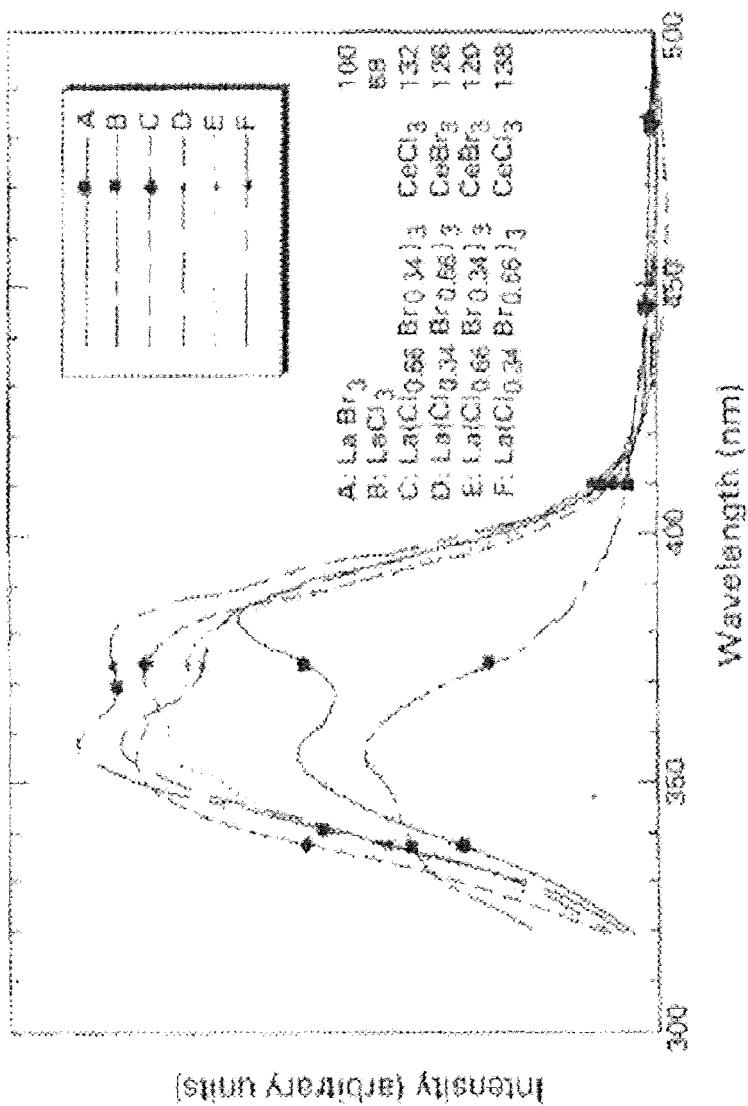 A
B
C
D
E
F
A: LaBr3 100
B: LaCl3 68
C: La(Cl0.66 Br0.34)3 CeCl3 132
D: La(Cl0.34 Br0.66)3 CeBr3 126
E: La(Cl0.66 Br0.34)3 CeBr3 120
F: La(Cl0.34 Br0.66)3 CeCl3 138
Intensity (arbitrary units)
300 350 400 450 500
Wavelength (nm)